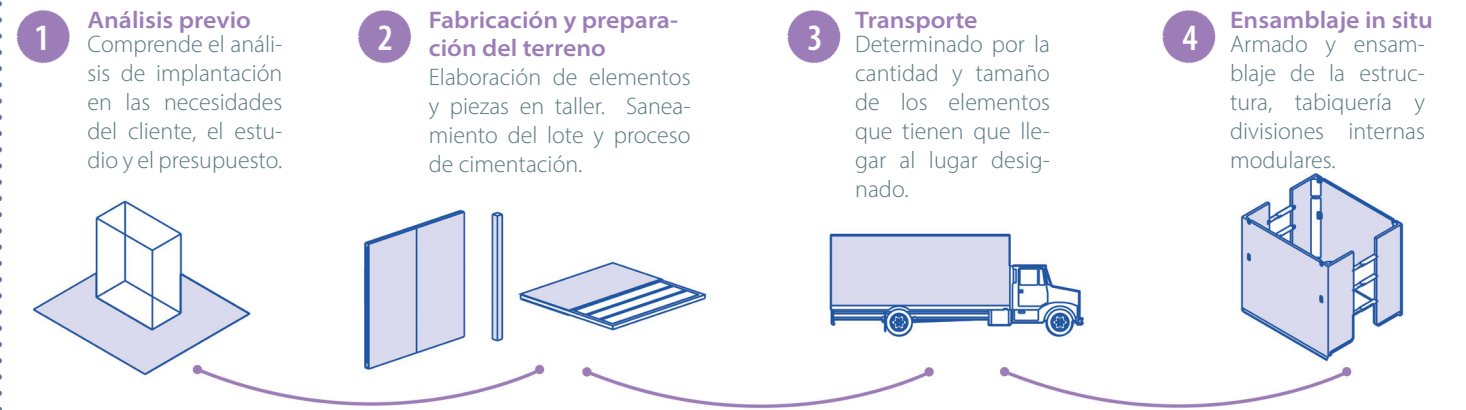 1
Análisis previo
Comprende el análi-
sis de implantación
en las necesidades
del cliente, el estu-
dio y el presupuesto.
2
Fabricación y prepara-
ción del terreno
Elaboración de elementos
y piezas en taller. Sanea-
miento del lote y proceso
de cimentación.
3
Transporte
Determinado por la
cantidad y tamaño
de los elementos
que tienen que lle-
gar al lugar desig-
nado.
4
Ensamblaje in situ
Armado y ensam-
blaje de la estruc-
tura, tabiquería y
divisiones internas
modulares.